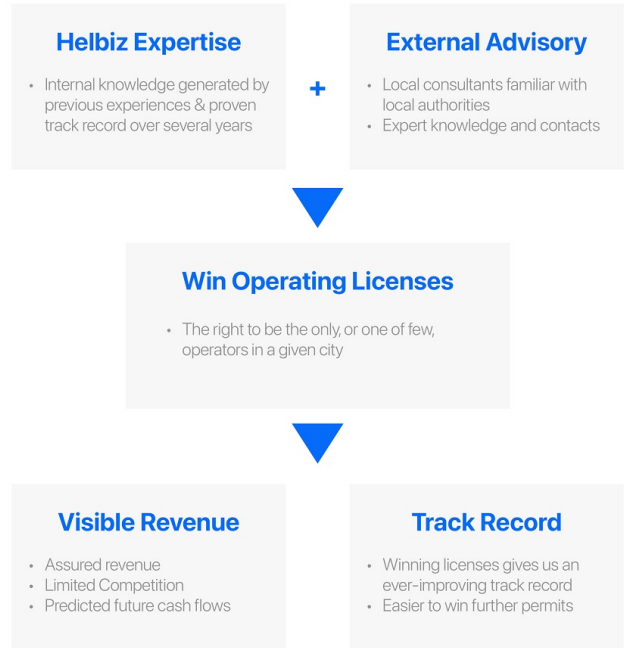 Helbiz Expertise
• Internal knowledge generated by
previous experiences & proven
track record over several years
+
External Advisory
• Local consultants familiar with
local authorities
• Expert knowledge and contacts
Win Operating Licenses
• The right to be the only, or one of few,
operators in a given city
Visible Revenue
• Assured revenue
• Limited Competition
• Predicted future cash flows
Track Record
• Winning licenses gives us an
ever-improving track record
• Easier to win further permits